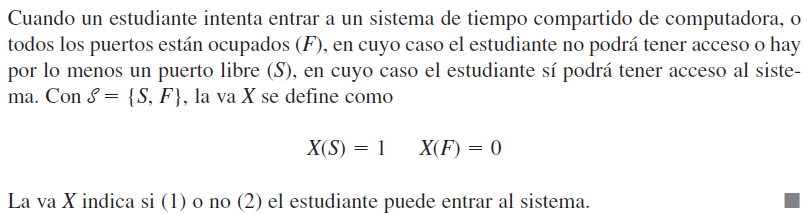 Cuando un estudiante intenta entrar a un sistema de tiempo compartido de computadora, o
todos los puertos están ocupados (F), en cuyo caso el estudiante no podrá tener acceso o hay
por lo menos un puerto libre (S), en cuyo caso el estudiante sí podrá tener acceso al siste-
ma. Con 𝒮 = {S, F}, la va X se define como
X(S) = 1 X(F) = 0
La va X indica si (1) o no (2) el estudiante puede entrar al sistema.